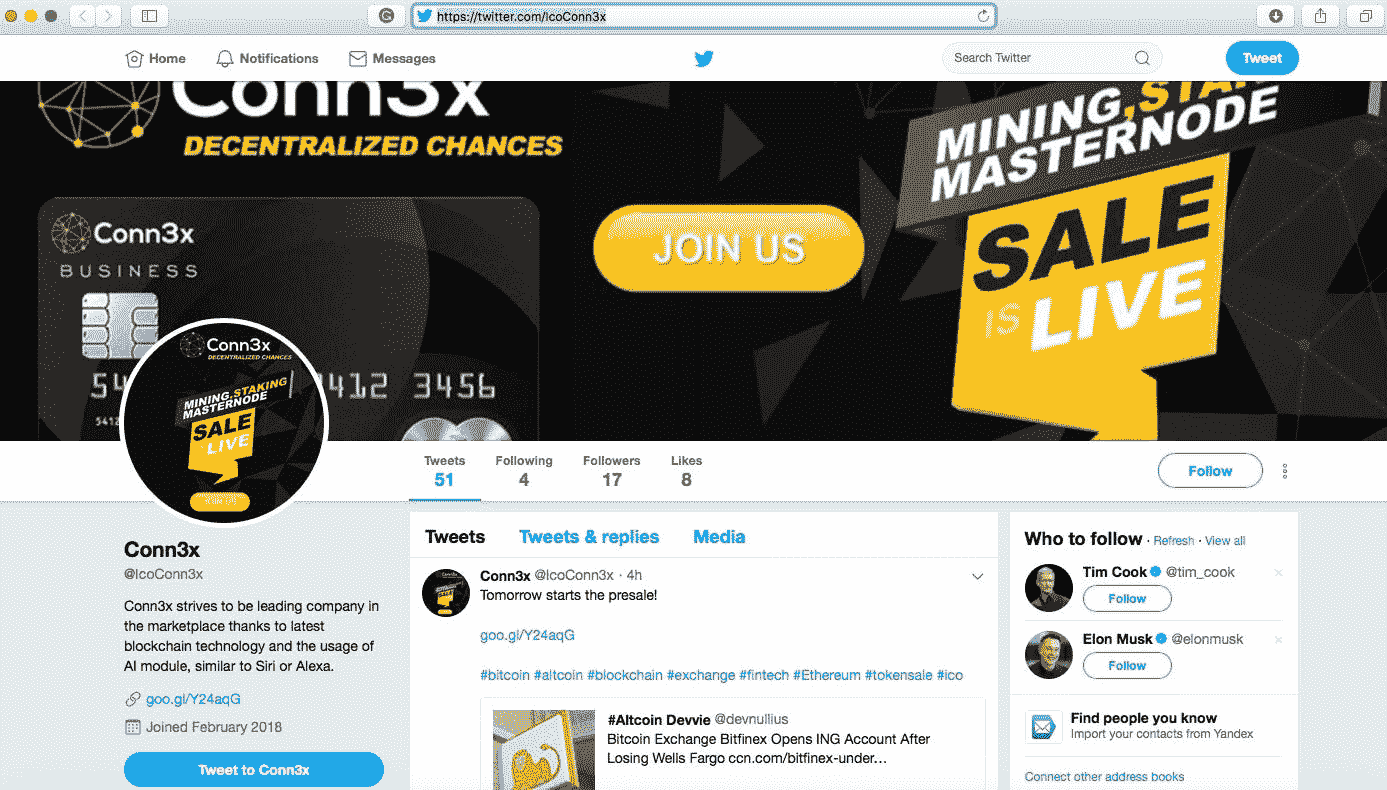 https://twitter.com/IcoConn3x
Home
Notifications
Messages
Search Twitter
Tweet
Conn3x
DECENTRALIZED CHANCES
MINING,STA
MASTERNODE
SALE
IS LIVE
JOIN US
Conn3x
BUSINESS
54
3412 3456
5412
Conn3x
DECENTRALIZED CHANCES
MINING,STAKING
MASTERNODE
SALE
LIVE
Tweets
51
Following
4
Followers
17
Likes
8
Follow
Conn3x
@IcoConn3x
Conn3x strives to be leading company in
the marketplace thanks to latest
blockchain technology and the usage of
AI module, similar to Siri or Alexa.
goo.gl/Y24aqG
Joined February 2018
Tweet to Conn3x
Tweets Tweets & replies Media
Conn3x @IcoConn3x · 4h
Tomorrow starts the presale!
goo.gl/Y24aqG
#bitcoin #altcoin #blockchain #exchange #fintech #Ethereum #tokensale #ico
#Altcoin Devvie @devnullius
Bitcoin Exchange Bitfinex Opens ING Account After
Losing Wells Fargo ccn.com/bitfinex-under…
Who to follow · Refresh · View all
Tim Cook @tim_cook
Follow
Elon Musk @elonmusk
Follow
Find people you know
Import your contacts from Yandex
Connect other address books